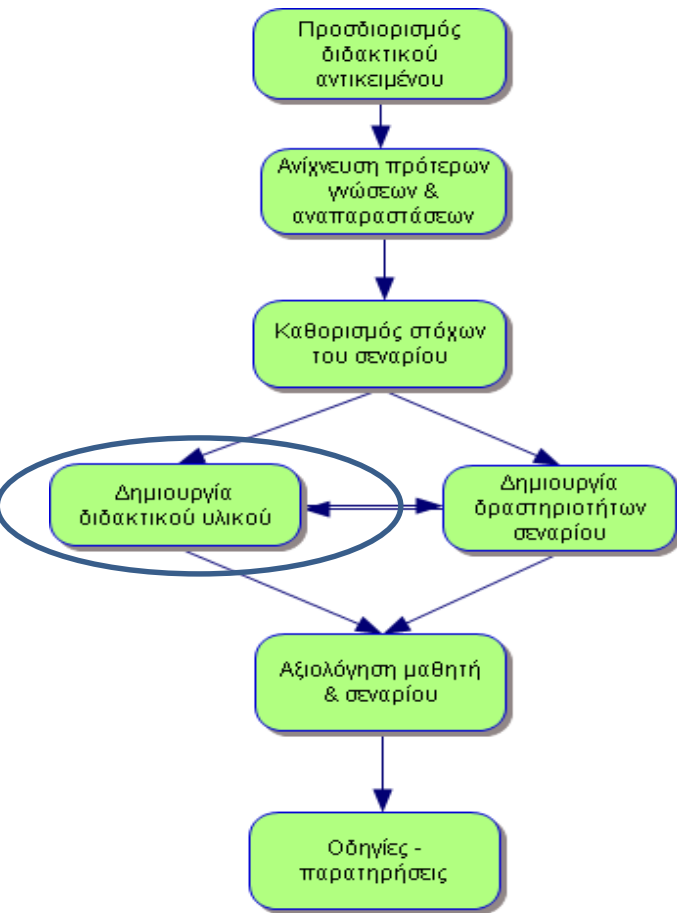 Προσδιορισμός
διδακτικού
αντικειμένου
Ανίχνευση πρότερων
γνώσεων &
αναπαραστάσεων
Καθορισμός στόχων
του σεναρίου
Δημιουργία
διδακτικού υλικού
Δημιουργία
δραστηριοτήτων
σεναρίου
Αξιολόγηση μαθητή
& σεναρίου
Οδηγίες -
παρατηρήσεις